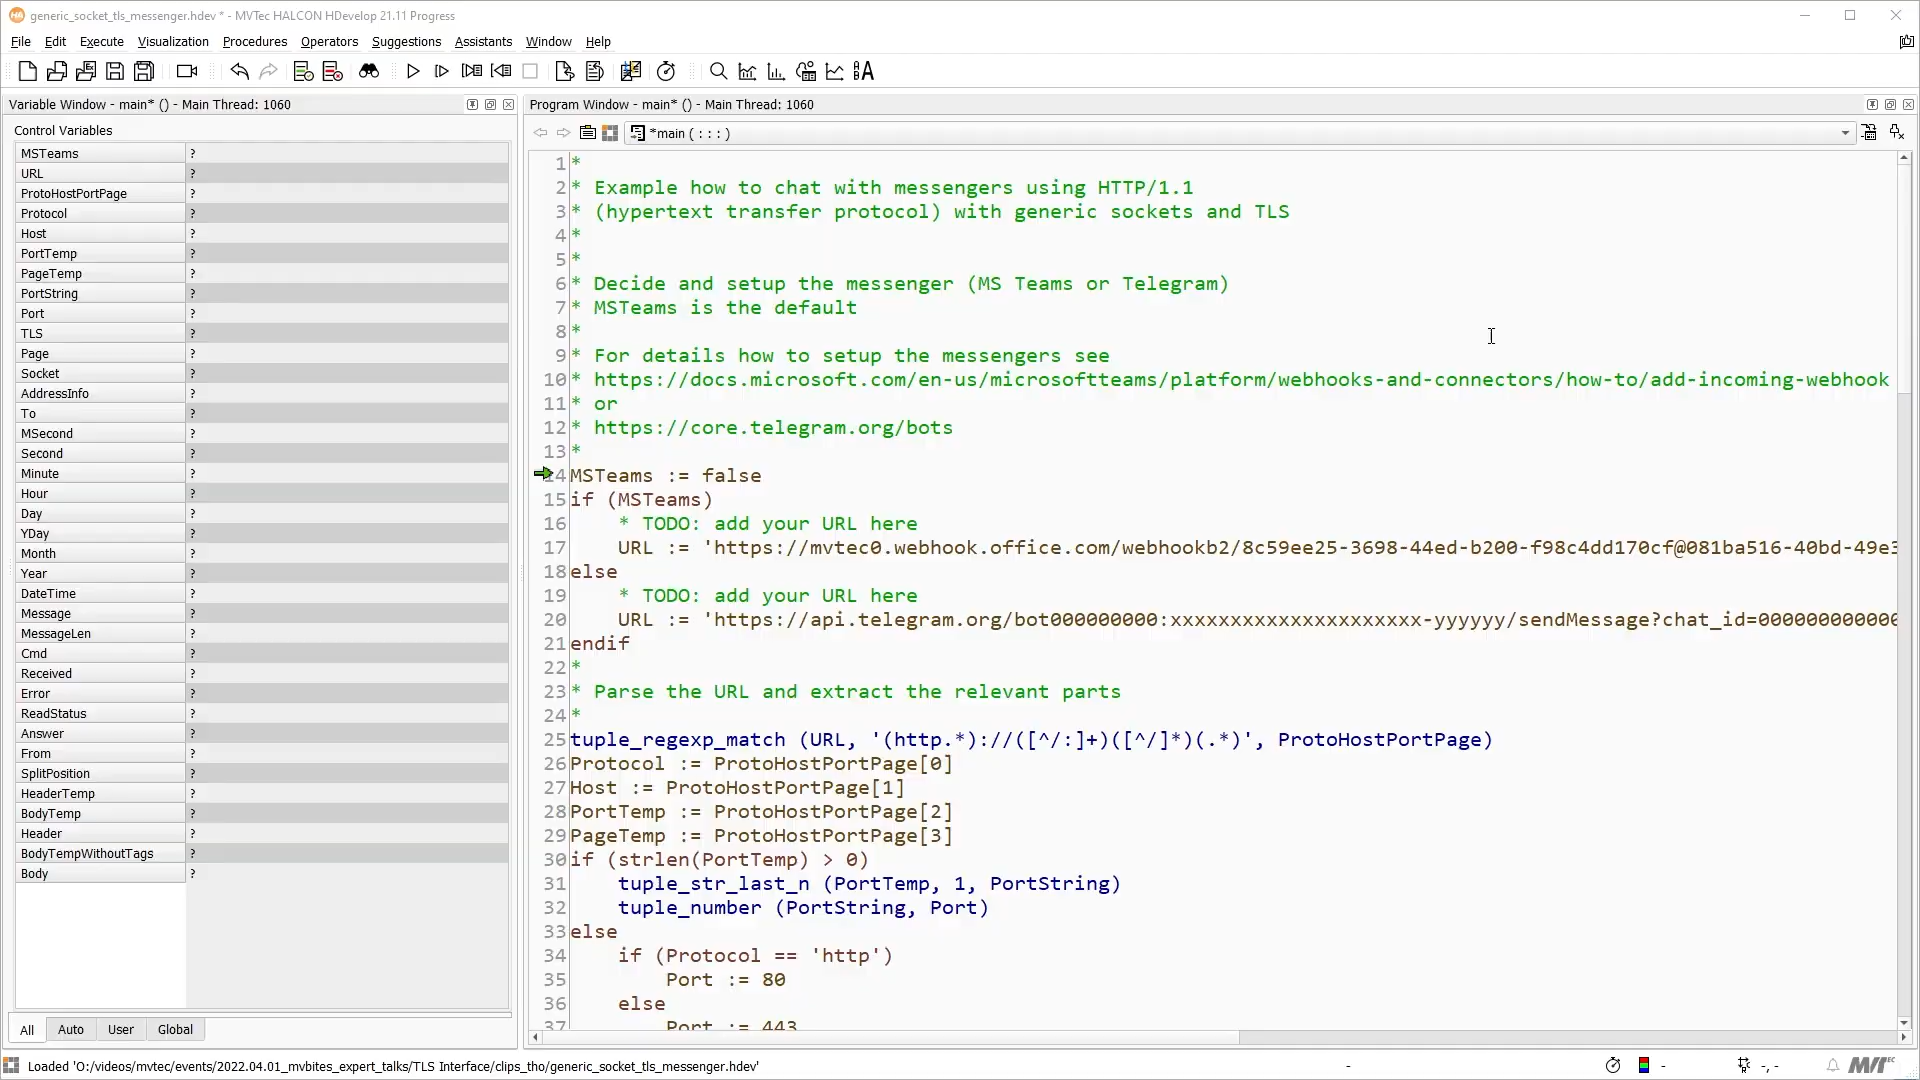 generic_socket_tls_messenger.hdev * - MVTec HALCON HDevelop 21.11 Progress
File Edit Execute Visualization Procedures Operators Suggestions Assistants Window Help
Variable Window - main* () - Main Thread: 1060
Control Variables
MSTeams ?
URL ?
ProtoHostPortPage ?
Protocol ?
Host ?
PortTemp ?
PageTemp ?
PortString ?
Port ?
TLS ?
Page ?
Socket ?
AddressInfo ?
To ?
MSecond ?
Second ?
Minute ?
Hour ?
Day ?
YDay ?
Month ?
Year ?
DateTime ?
Message ?
MessageLen ?
Cmd ?
Received ?
Error ?
ReadStatus ?
Answer ?
From ?
SplitPosition ?
HeaderTemp ?
BodyTemp ?
Header ?
BodyTempWithoutTags ?
Body ?
All Auto User Global
Program Window - main* () - Main Thread: 1060
*main ( : : : )
1 *
2 * Example how to chat with messengers using HTTP/1.1
3 * (hypertext transfer protocol) with generic sockets and TLS
4 *
5 *
6 * Decide and setup the messenger (MS Teams or Telegram)
7 * MSTeams is the default
8 *
9 * For details how to setup the messengers see
10 * https://docs.microsoft.com/en-us/microsoftteams/platform/webhooks-and-connectors/how-to/add-incoming-webhook
11 * or
12 * https://core.telegram.org/bots
13 *
14 MSTeams := false
15 if (MSTeams)
16 * TODO: add your URL here
17 URL := 'https://mvtec0.webhook.office.com/webhookb2/8c59ee25-3698-44ed-b200-f98c4dd170cf@081ba516-40bd-49e3
18 else
19 * TODO: add your URL here
20 URL := 'https://api.telegram.org/bot000000000:xxxxxxxxxxxxxxxxxxxxx-yyyyyy/sendMessage?chat_id=000000000000
21 endif
22 *
23 * Parse the URL and extract the relevant parts
24 *
25 tuple_regexp_match (URL, '(http.*)://([^/:]+)([^/]*)(.*)', ProtoHostPortPage)
26 Protocol := ProtoHostPortPage[0]
27 Host := ProtoHostPortPage[1]
28 PortTemp := ProtoHostPortPage[2]
29 PageTemp := ProtoHostPortPage[3]
30 if (strlen(PortTemp) > 0)
31 tuple_str_last_n (PortTemp, 1, PortString)
32 tuple_number (PortString, Port)
33 else
34 if (Protocol == 'http')
35 Port := 80
36 else
37 Port := 443
Loaded 'O:/videos/mvtec/events/2022.04.01_mvbites_expert_talks/TLS Interface/clips_tho/generic_socket_tls_messenger.hdev'
- - -,-